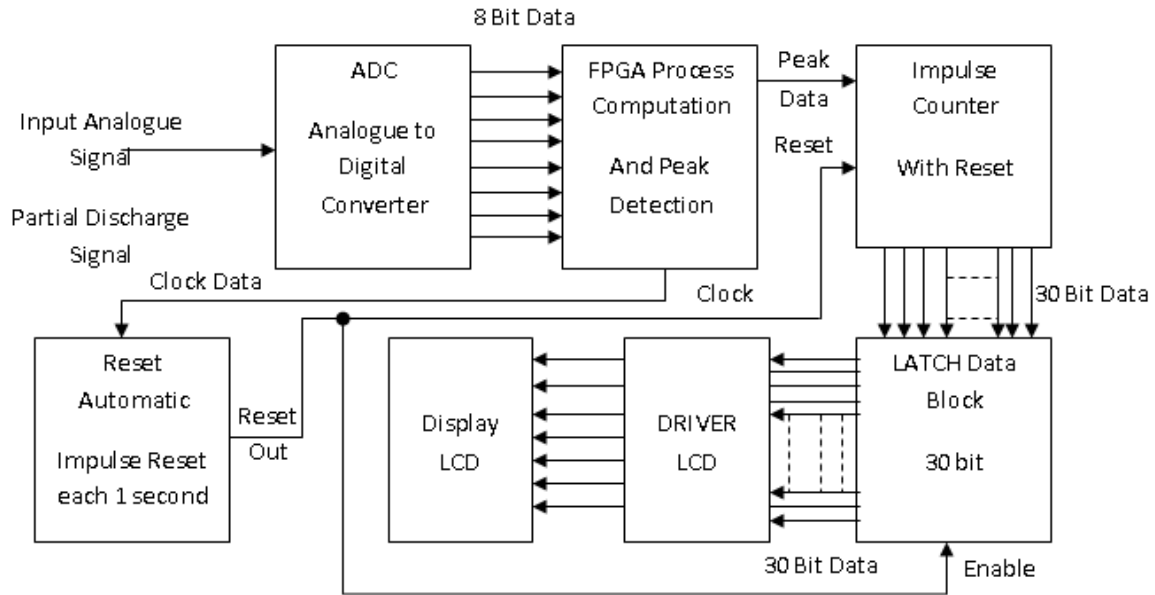 8 Bit Data
Input Analogue
Signal
Partial Discharge
Signal
ADC
Analogue to
Digital
Converter
FPGA Process
Computation
And Peak
Detection
Peak
Data
Reset
Impulse
Counter
With Reset
Clock Data
Clock
30 Bit Data
Reset
Automatic
Impulse Reset
each 1 second
Reset
Out
Display
LCD
DRIVER
LCD
LATCH Data
Block
30 bit
30 Bit Data
Enable